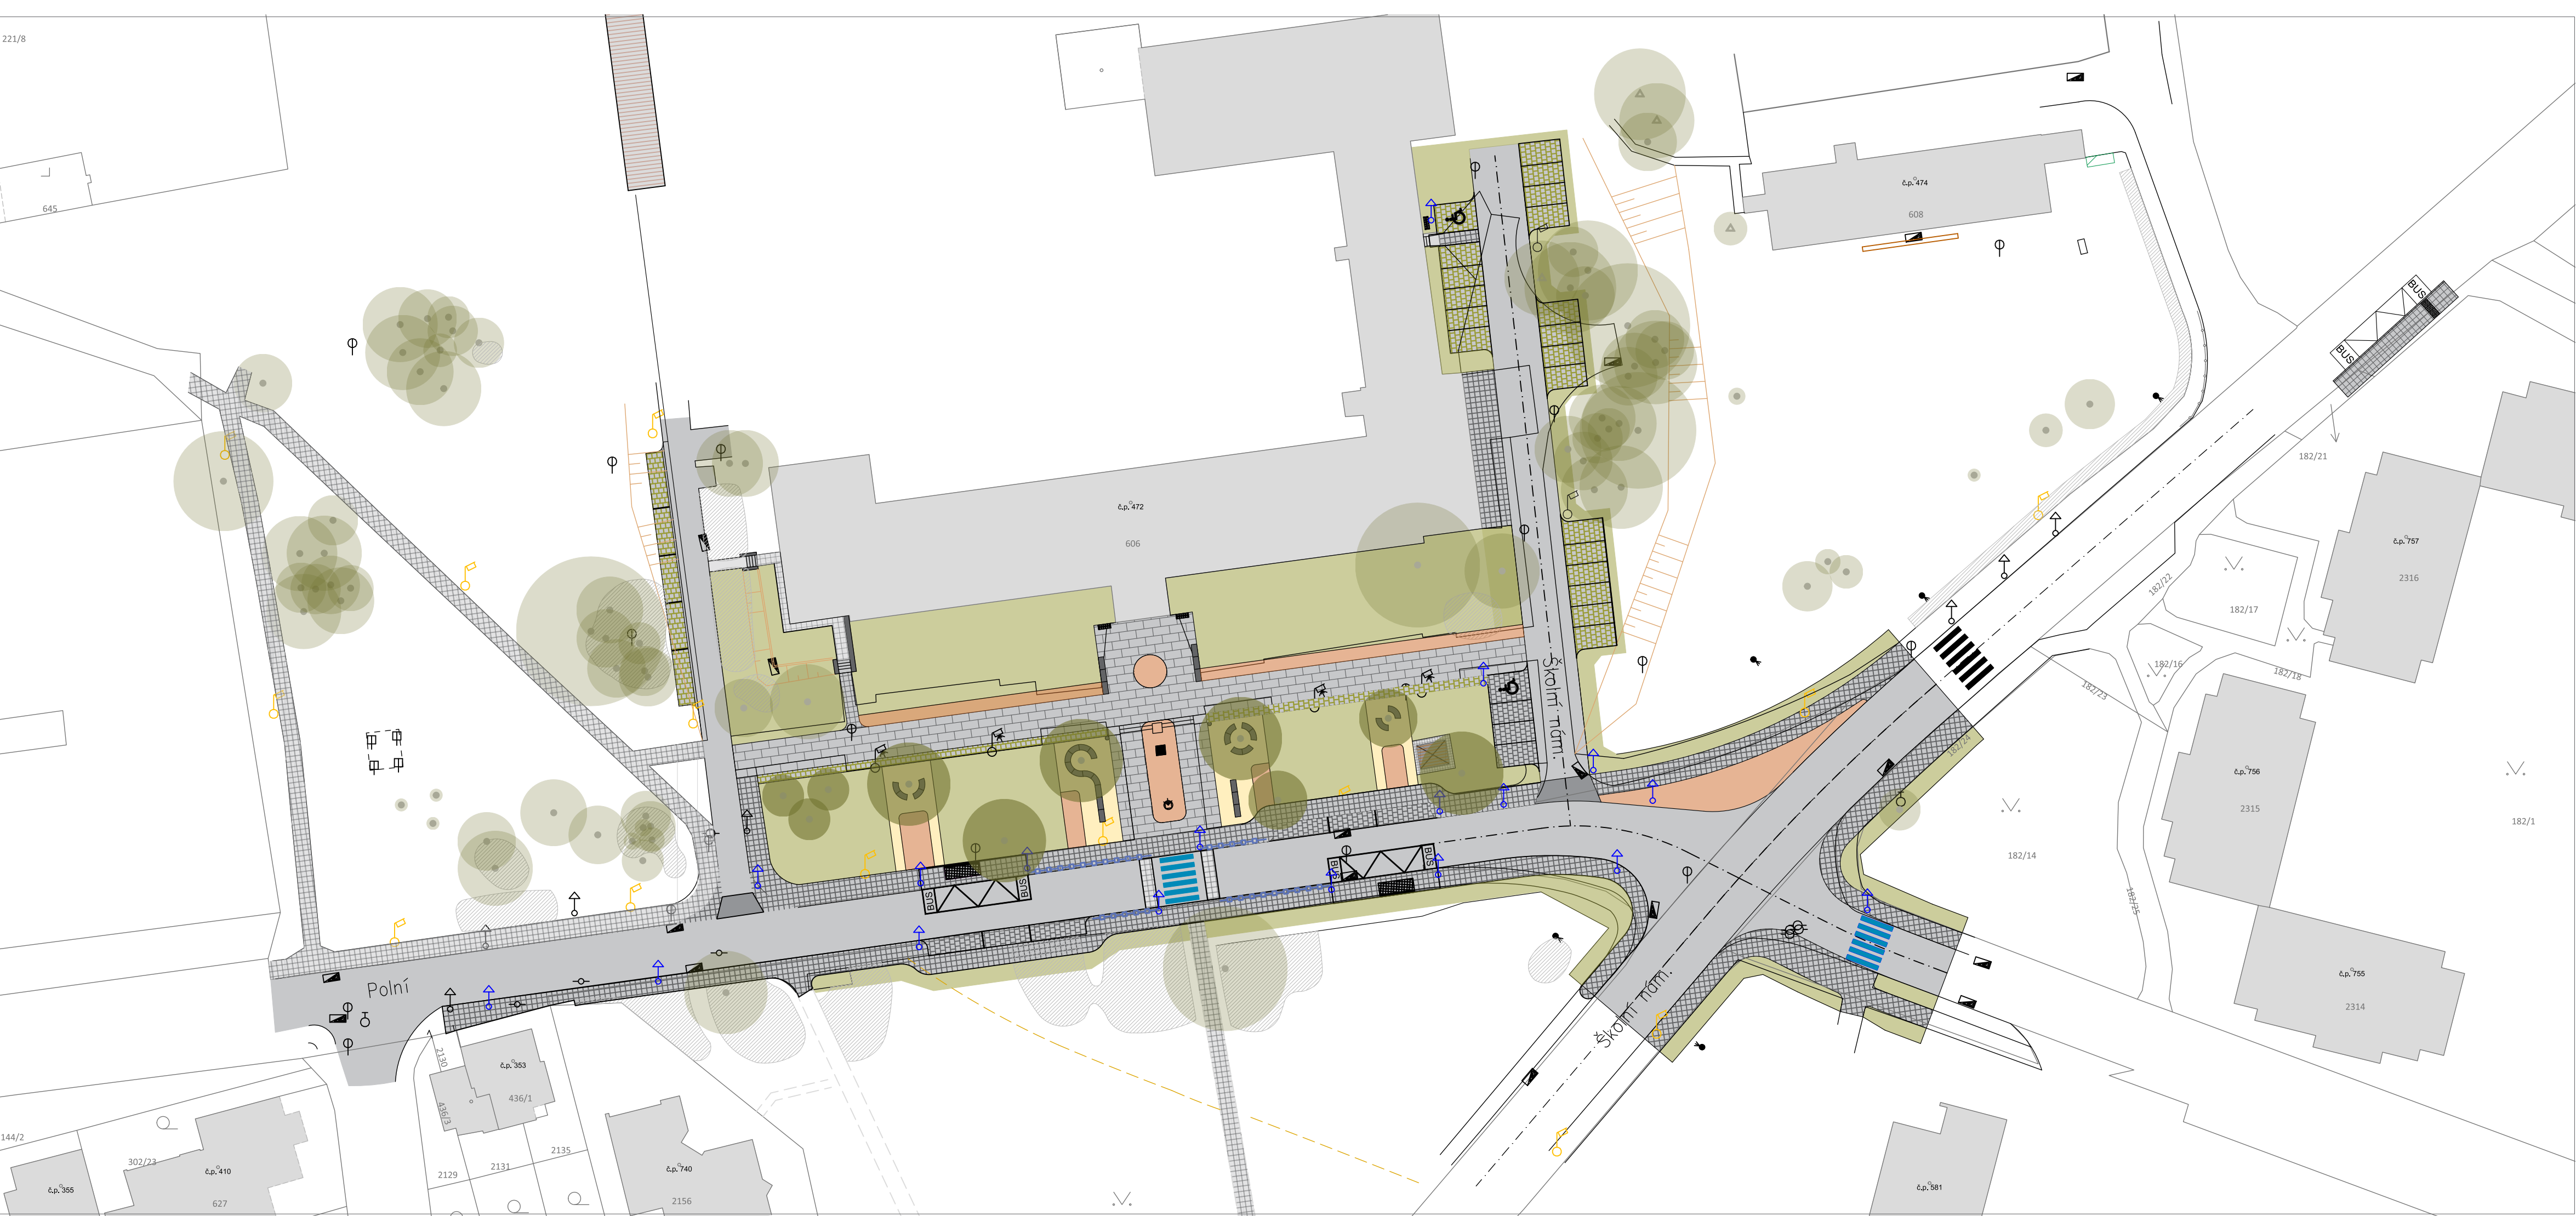 221/8
645
č.p. 474
608
BUS
BUS
182/21
č.p. 472
606
č.p. 757
2316
182/22
182/17
182/16
182/18
182/23
Školní nám.
182/24
č.p. 756
2315
182/1
182/14
BUS
BUS
BUS
BUS
182/25
Polní
Školní nám.
č.p. 755
2314
2130
č.p. 353
436/1
436/3
144/2
302/23
č.p. 410
627
č.p. 355
2129
2131
2135
č.p. 740
2156
č.p. 581